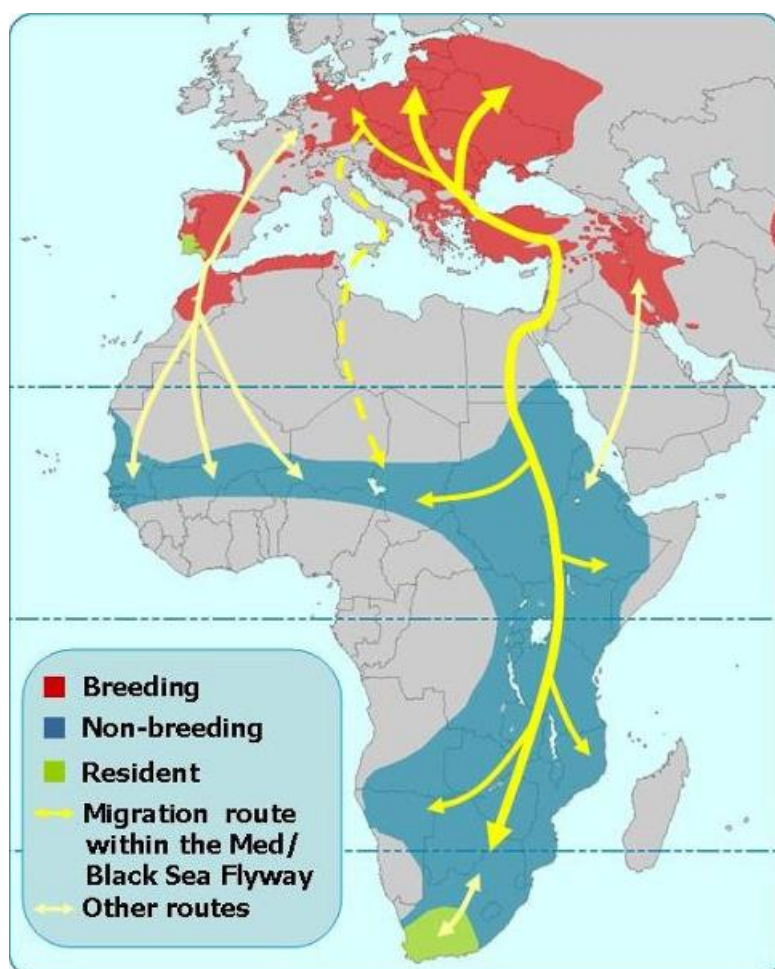 Breeding
Non-breeding
Resident
Migration route
within the Med/
Black Sea Flyway
Other routes